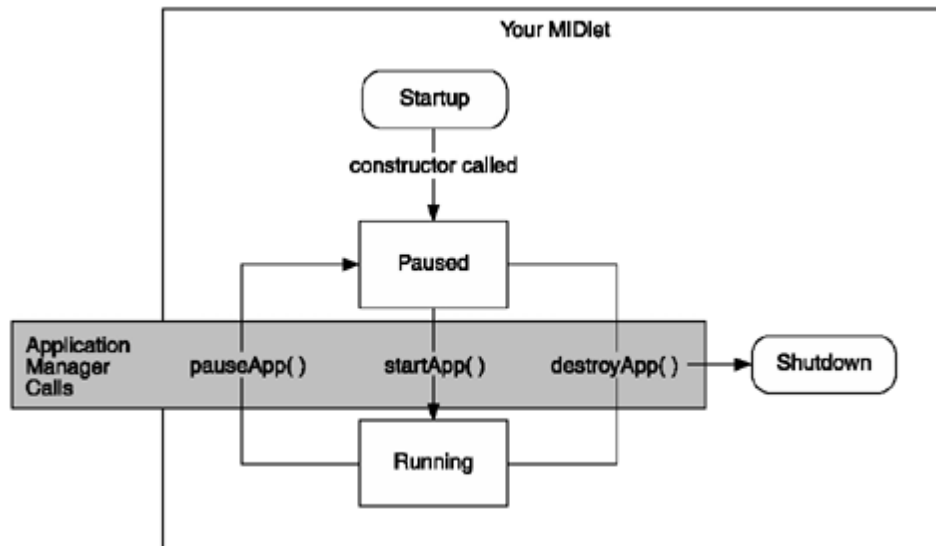 Your MIDlet
Startup
constructor called
Paused
Application
Manager
Calls
pauseApp( )
startApp( )
destroyApp( )
Shutdown
Running